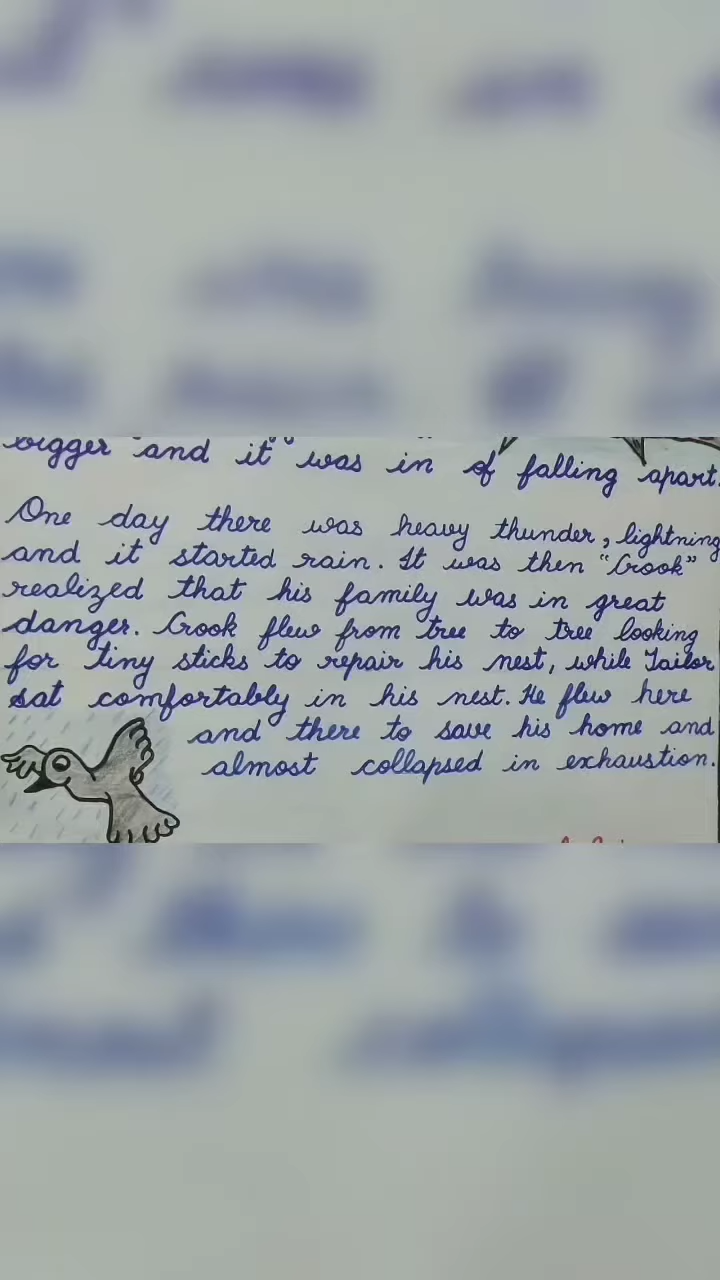 bigger and it was in of falling apart.
One day there was heavy thunder, lightning
and it started rain. It was then "Crook"
realized that his family was in great
danger. Crook flew from tree to tree looking
for tiny sticks to repair his nest, while Tailor
sat comfortably in his nest. He flew here
and there to save his home and
almost collapsed in exhaustion.